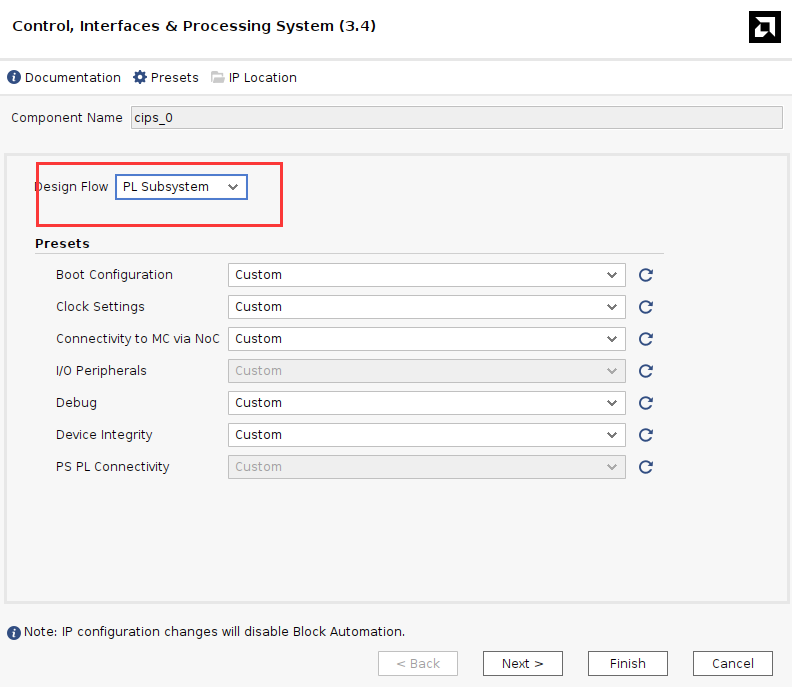 Control, Interfaces & Processing System (3.4)
Documentation Presets IP Location
Component Name cips_0
Design Flow PL Subsystem
Presets
Boot Configuration Custom
Clock Settings Custom
Connectivity to MC via NoC Custom
I/O Peripherals Custom
Debug Custom
Device Integrity Custom
PS PL Connectivity Custom
Note: IP configuration changes will disable Block Automation.
< Back Next > Finish Cancel